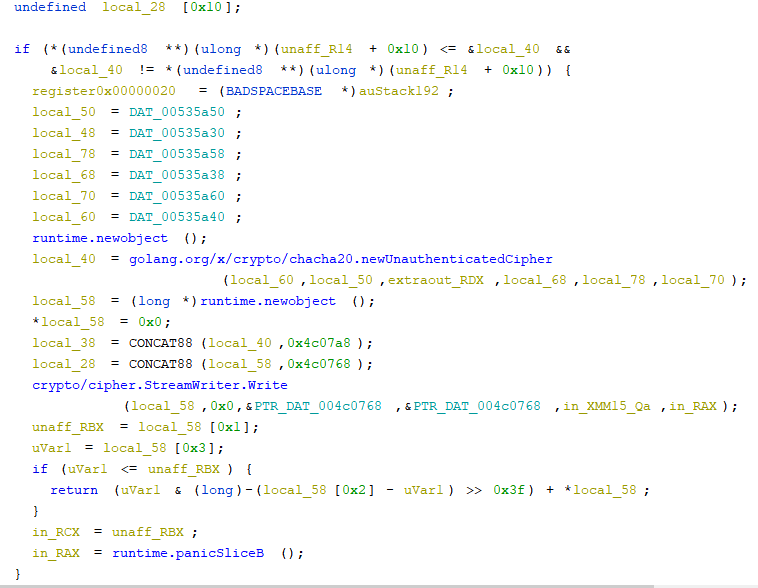 undefined local_28 [0x10];
if (*(undefined8 **)(ulong *)(unaff_R14 + 0x10) <= &local_40 &&
&local_40 != *(undefined8 **)(ulong *)(unaff_R14 + 0x10)) {
register0x00000020 = (BADSPACEBASE *)auStack192 ;
local_50 = DAT_00535a50 ;
local_48 = DAT_00535a30 ;
local_78 = DAT_00535a58 ;
local_68 = DAT_00535a38 ;
local_70 = DAT_00535a60 ;
local_60 = DAT_00535a40 ;
runtime.newobject ();
local_40 = golang.org/x/crypto/chacha20.newUnauthenticatedCipher
(local_60 ,local_50 ,extraout_RDX ,local_68 ,local_78 ,local_70 );
local_58 = (long *)runtime.newobject ();
*local_58 = 0x0;
local_38 = CONCAT88 (local_40 ,0x4c07a8 );
local_28 = CONCAT88 (local_58 ,0x4c0768 );
crypto/cipher.StreamWriter.Write
(local_58 ,0x0,&PTR_DAT_004c0768 ,&PTR_DAT_004c0768 ,in_XMM15_Qa ,in_RAX );
unaff_RBX = local_58 [0x1];
uVar1 = local_58 [0x3];
if (uVar1 <= unaff_RBX ) {
return (uVar1 & (long)-(local_58 [0x2] - uVar1 ) >> 0x3f) + *local_58 ;
}
in_RCX = unaff_RBX ;
in_RAX = runtime.panicSliceB ();
}